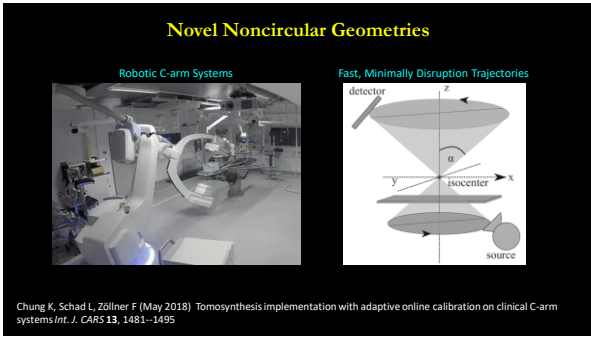 Novel Noncircular Geometries
Robotic C-arm Systems
Fast, Minimally Disruption Trajectories
detector
z
α
y
isocenter
x
source
Chung K, Schad L, Zöllner F (May 2018) Tomosynthesis implementation with adaptive online calibration on clinical C-arm
systems Int. J. CARS 13, 1481--1495